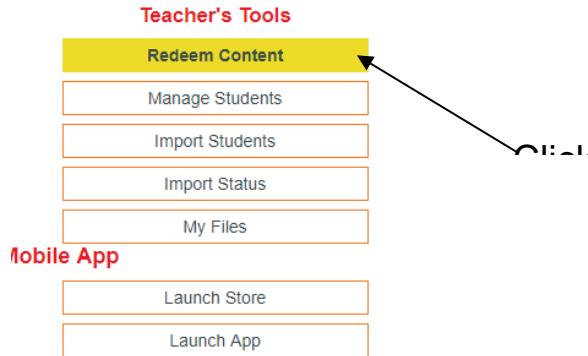 Teacher's Tools
Redeem Content
Manage Students
Import Students
Import Status
My Files
Mobile App
Launch Store
Launch App